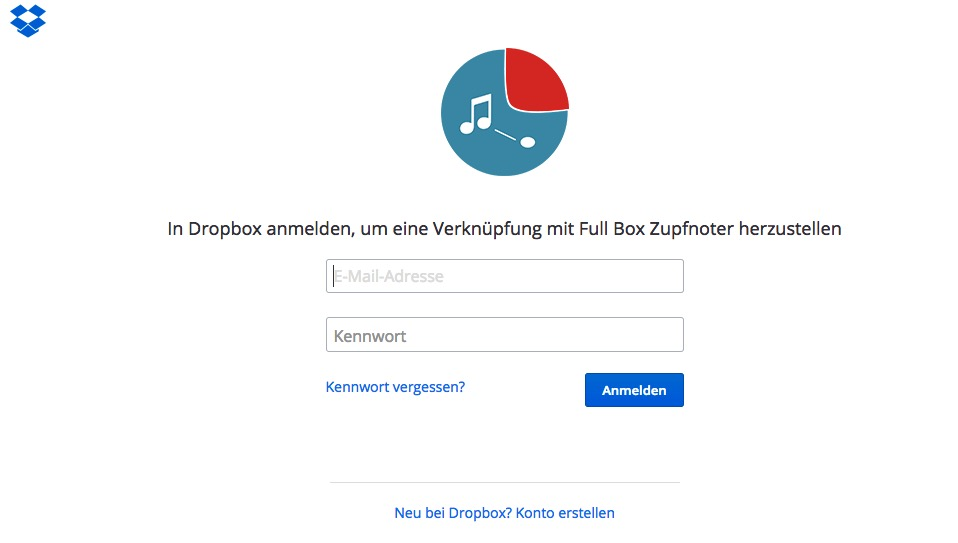 In Dropbox anmelden, um eine Verknüpfung mit Full Box Zupfnoter herzustellen
E-Mail-Adresse
Kennwort
Kennwort vergessen?
Anmelden
Neu bei Dropbox? Konto erstellen